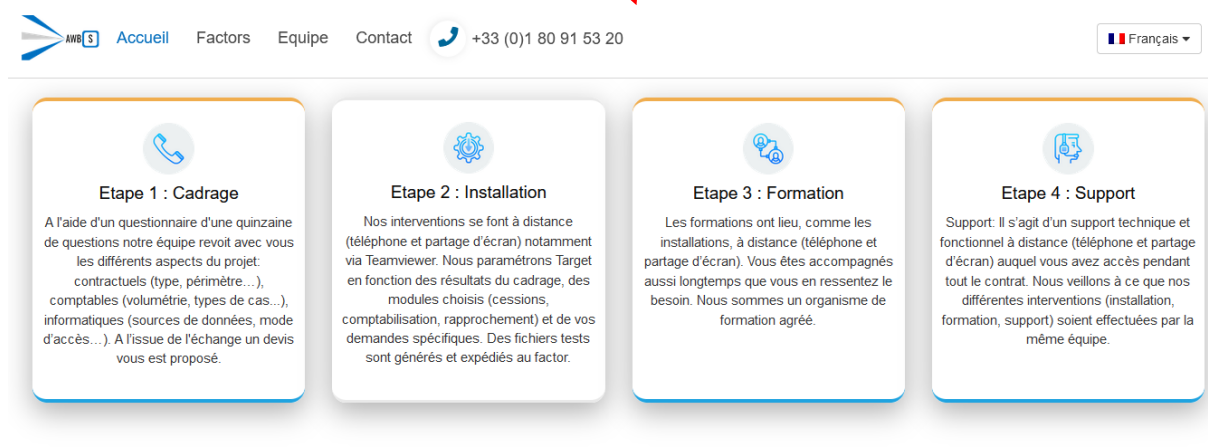 AWB S Accueil Factors Equipe Contact +33 (0)1 80 91 53 20 Français
Etape 1 : Cadrage
A l'aide d'un questionnaire d'une quinzaine
de questions notre équipe revoit avec vous
les différents aspects du projet:
contractuels (type, périmètre…),
comptables (volumétrie, types de cas...),
informatiques (sources de données, mode
d'accès…). A l'issue de l'échange un devis
vous est proposé.
Etape 2 : Installation
Nos interventions se font à distance
(téléphone et partage d'écran) notamment
via Teamviewer. Nous paramétrons Target
en fonction des résultats du cadrage, des
modules choisis (cessions,
comptabilisation, rapprochement) et de vos
demandes spécifiques. Des fichiers tests
sont générés et expédiés au factor.
Etape 3 : Formation
Les formations ont lieu, comme les
installations, à distance (téléphone et
partage d'écran). Vous êtes accompagnés
aussi longtemps que vous en ressentez le
besoin. Nous sommes un organisme de
formation agréé.
Etape 4 : Support
Support: Il s'agit d'un support technique et
fonctionnel à distance (téléphone et partage
d'écran) auquel vous avez accès pendant
tout le contrat. Nous veillons à ce que nos
différentes interventions (installation,
formation, support) soient effectuées par la
même équipe.